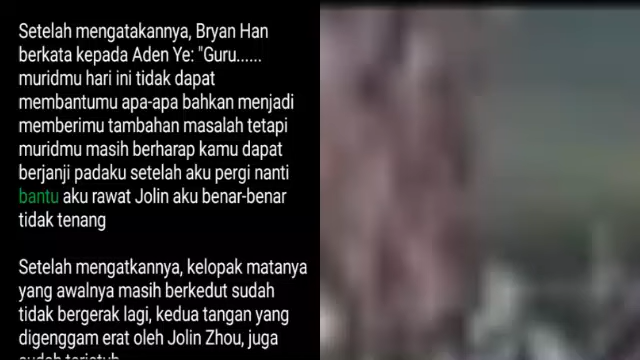 Setelah mengatakannya, Bryan Han
berkata kepada Aden Ye: "Guru......
muridmu hari ini tidak dapat
membantumu apa-apa bahkan menjadi
memberimu tambahan masalah tetapi
muridmu masih berharap kamu dapat
berjanji padaku setelah aku pergi nanti
bantu aku rawat Jolin aku benar-benar
tidak tenang
Setelah mengatkannya, kelopak matanya
yang awalnya masih berkedut sudah
tidak bergerak lagi, kedua tangan yang
digenggam erat oleh Jolin Zhou, juga
sudah terjatuh